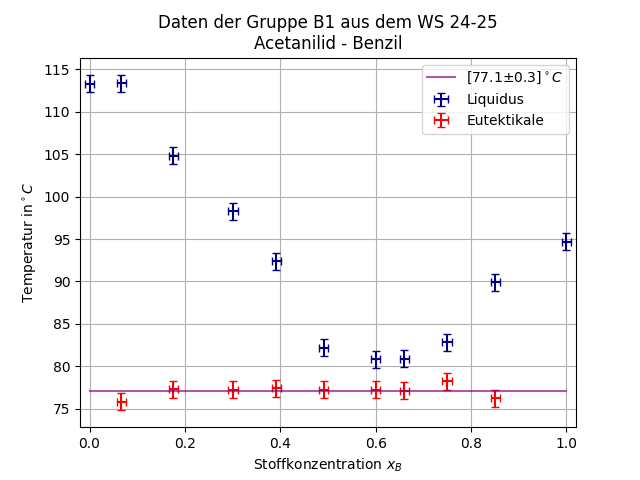 Daten der Gruppe B1 aus dem WS 24-25
Acetanilid - Benzil
[77.1±0.3]°C
Liquidus
Eutektikale
Temperatur in °C
115
110
105
100
95
90
85
80
75
0.0 0.2 0.4 0.6 0.8 1.0
Stoffkonzentration x_B